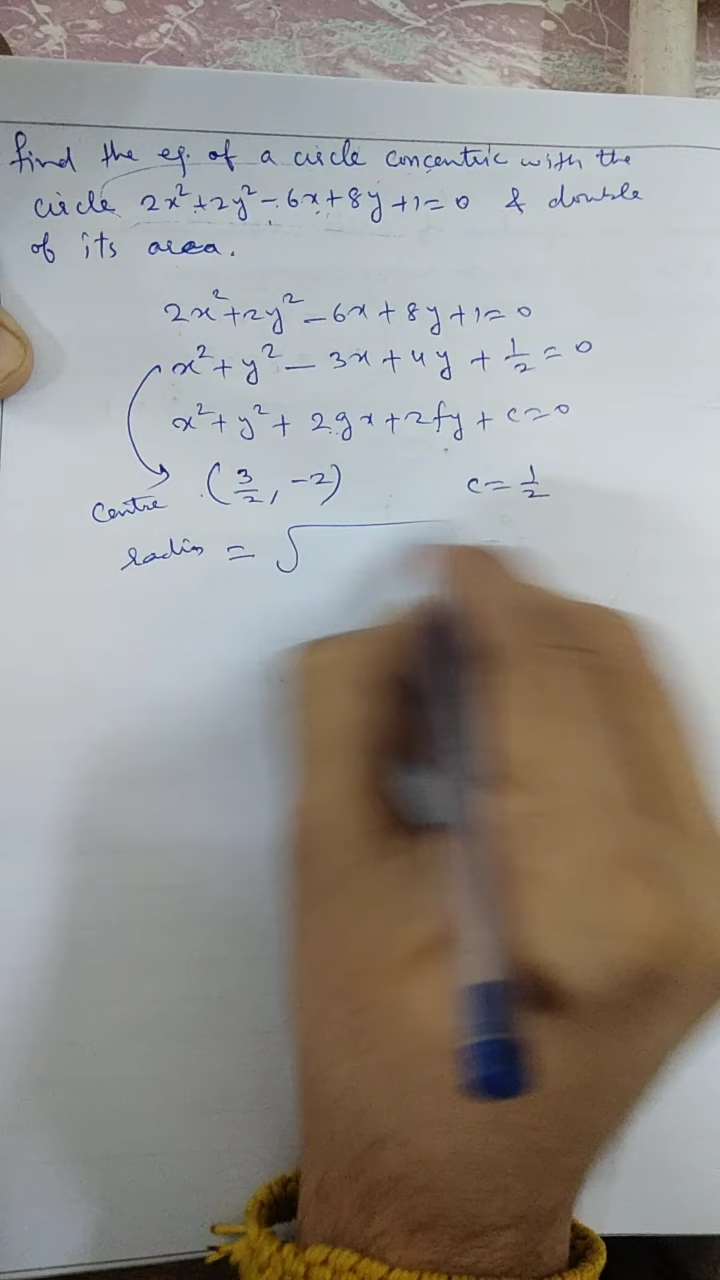 find the eq. of a circle concentric with the
circle 2x²+2y²-6x+8y+1=0 & double
of its area.
2x²+2y²-6x+8y+1=0
x²+y²-3x+4y+1/2=0
x²+y²+2gx+2fy+c=0
Centre (3/2, -2) c=1/2
radius = √